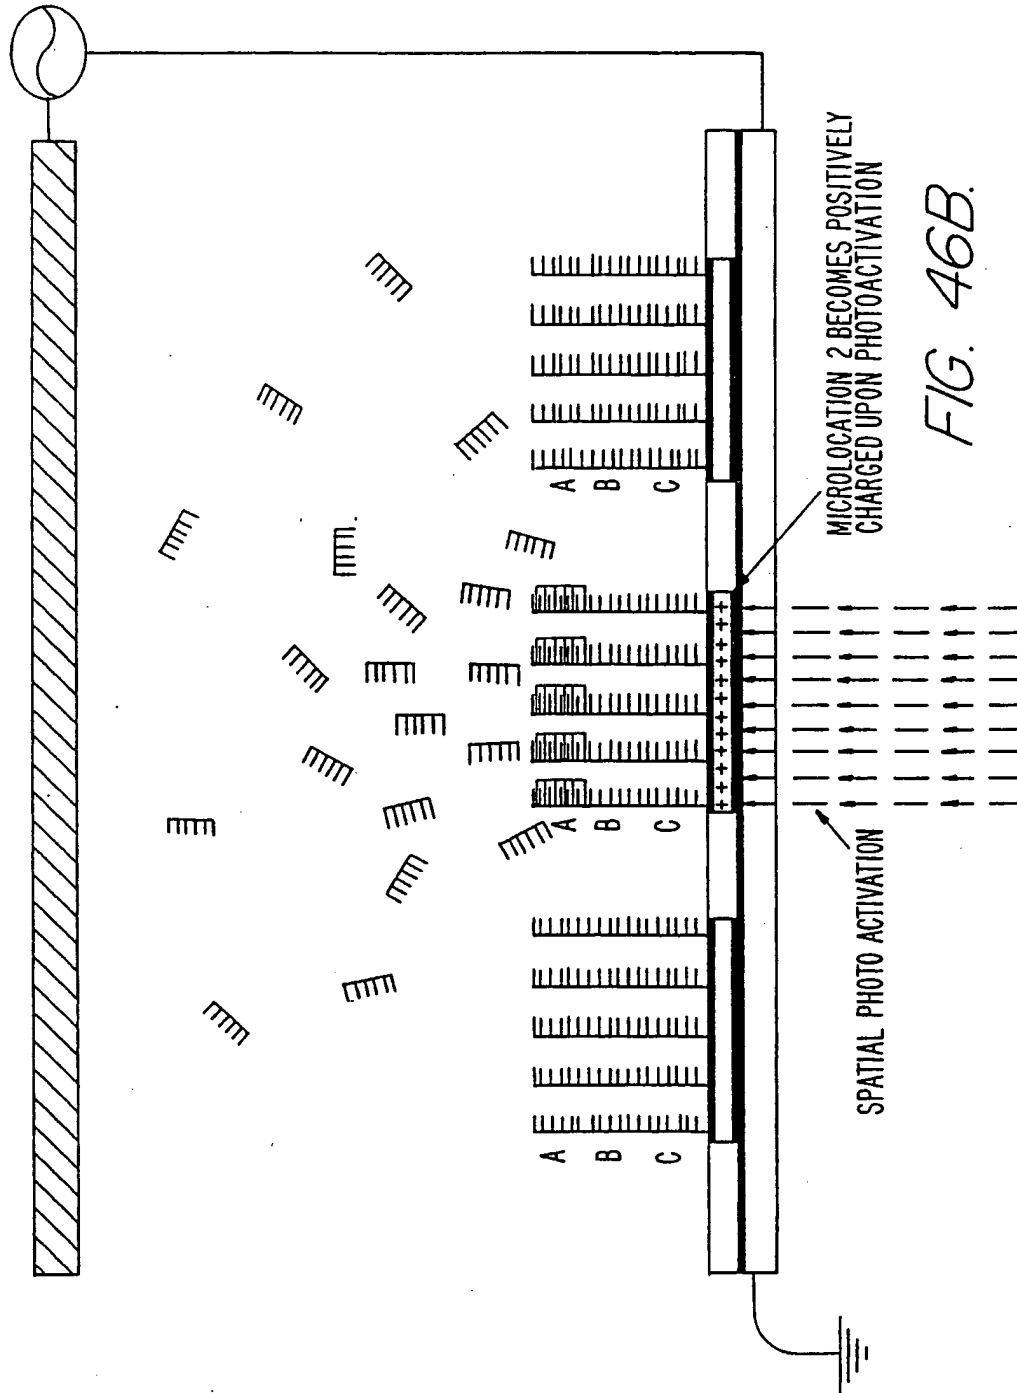 A
B
C
A
B
C
A
B
C
+ + + + + + + + + + +
MICROLOCATION 2 BECOMES POSITIVELY
CHARGED UPON PHOTOACTIVATION
SPATIAL PHOTO ACTIVATION
FIG. 46B.